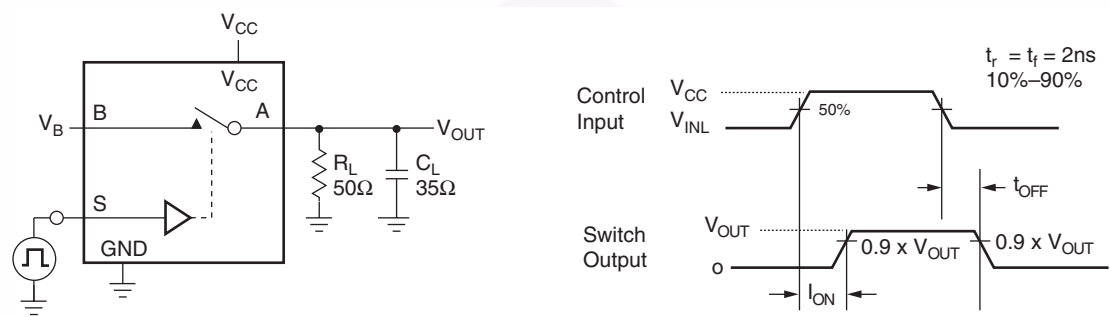 V_CC
V_CC
B
A
V_B
V_OUT
R_L
50Ω
C_L
35Ω
S
GND
t_r = t_f = 2ns
10%–90%
Control
Input
V_CC
V_INL
50%
t_OFF
Switch
Output
V_OUT
o
0.9 x V_OUT
0.9 x V_OUT
I_ON